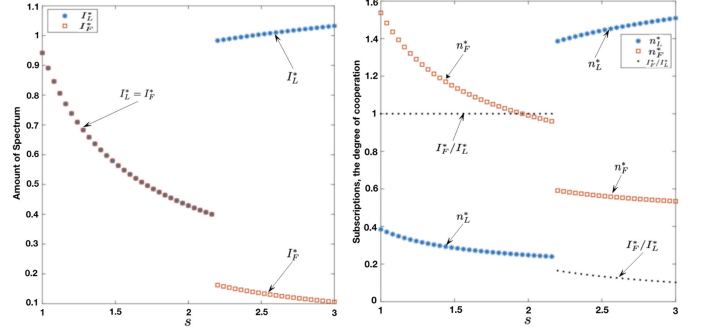 1.1
1
0.9
0.8
0.7
0.6
0.5
0.4
0.3
0.2
0.1
Amount of Spectrum
I*L
I*F
I*L = I*F
I*L
I*F
1
1.5
2
2.5
3
s
1.6
1.4
1.2
1
0.8
0.6
0.4
0.2
0
Subscriptions, the degree of cooperation
n*L
n*F
I*F/I*L
n*F
n*L
I*F/I*L
n*F
n*L
I*F/I*L
1
1.5
2
2.5
3
s